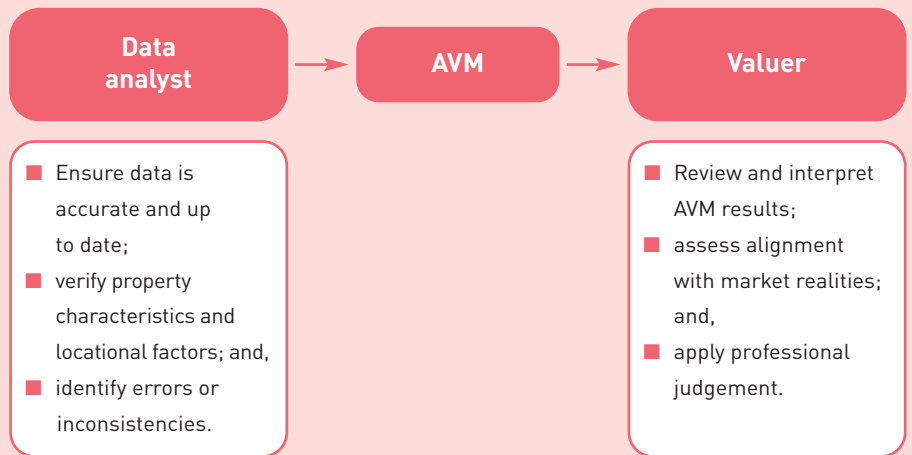 Data
analyst
AVM
Valuer
■ Ensure data is
accurate and up
to date;
■ verify property
characteristics and
locational factors; and,
■ identify errors or
inconsistencies.
■ Review and interpret
AVM results;
■ assess alignment
with market realities;
and,
■ apply professional
judgement.